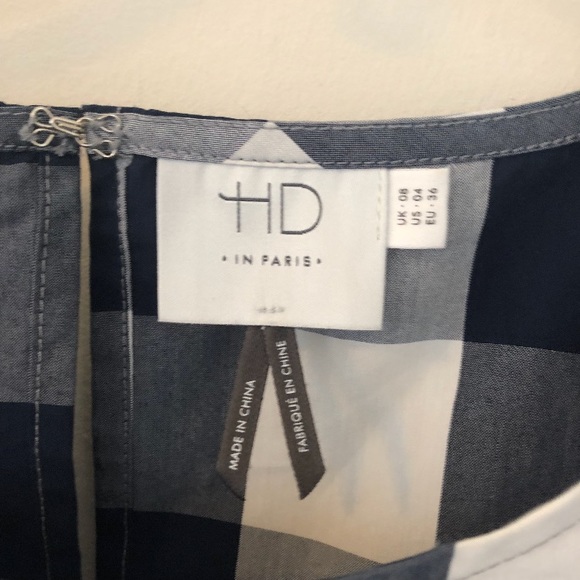 HD
• IN PARIS •
UK • 08
US • 04
EU • 36
MADE IN CHINA
FABRIQUÉ EN CHINE